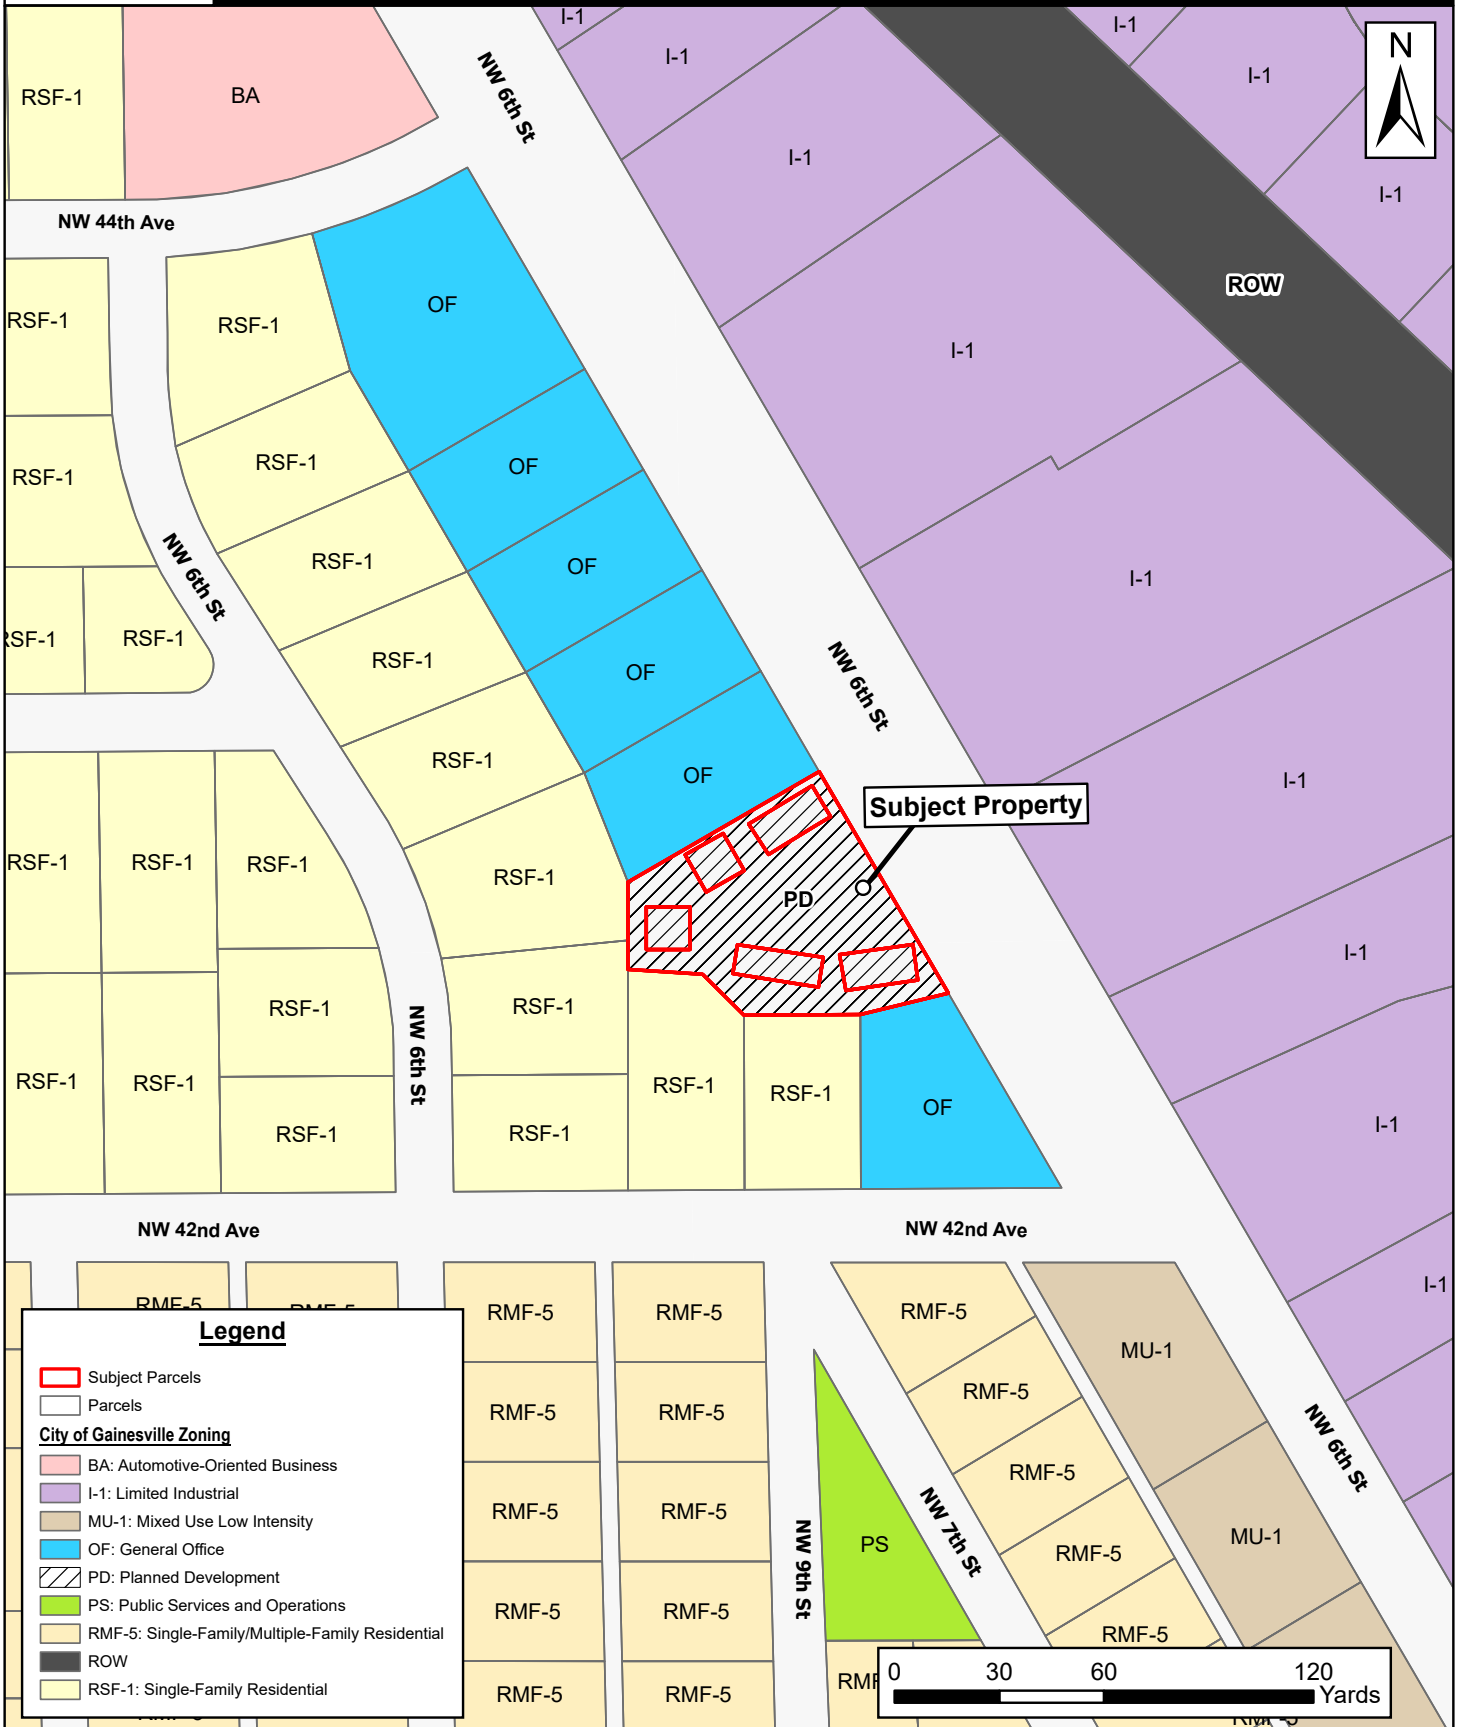 I-1
I-1
I-1
N
RSF-1
BA
NW 6th St
I-1
I-1
I-1
NW 44th Ave
ROW
OF
RSF-1
RSF-1
I-1
RSF-1
OF
RSF-1
RSF-1
OF
RSF-1
I-1
NW 6th St
RSF-1
RSF-1
RSF-1
OF
NW 6th St
RSF-1
OF
I-1
Subject Property
RSF-1
RSF-1
RSF-1
RSF-1
PD
I-1
RSF-1
RSF-1
NW 6th St
RSF-1
RSF-1
RSF-1
RSF-1
OF
I-1
RSF-1
RSF-1
NW 42nd Ave
NW 42nd Ave
I-1
RMF-5
RMF-5
RMF-5
RMF-5
RMF-5
MU-1
RMF-5
RMF-5
RMF-5
NW 6th St
RMF-5
RMF-5
RMF-5
NW 9th St
PS
NW 7th St
RMF-5
MU-1
RMF-5
RMF-5
RMF-5
RMF-5
RMF-5
RMF
RMF-5
Legend
Subject Parcels
Parcels
City of Gainesville Zoning
BA: Automotive-Oriented Business
I-1: Limited Industrial
MU-1: Mixed Use Low Intensity
OF: General Office
PD: Planned Development
PS: Public Services and Operations
RMF-5: Single-Family/Multiple-Family Residential
ROW
RSF-1: Single-Family Residential
0 30 60 120
Yards